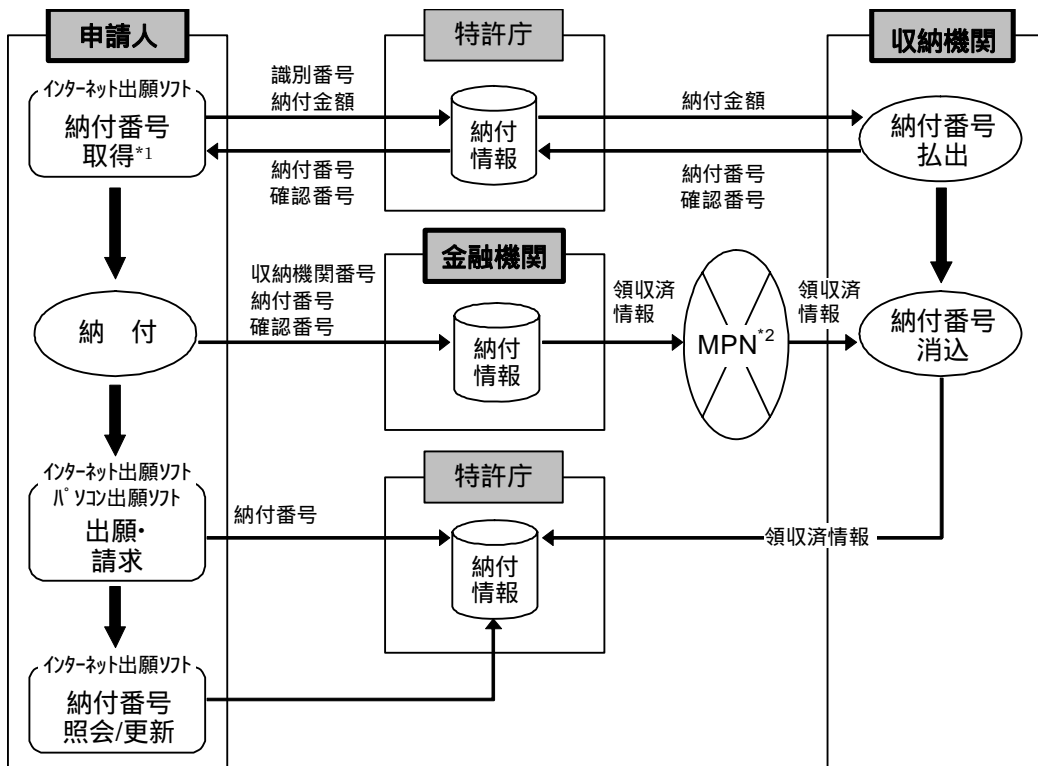 申請人
特許庁
収納機関
インターネット出願ソフト
納付番号
取得*1
識別番号
納付金額
納付
情報
納付金額
納付番号
払出
納付番号
確認番号
納付番号
確認番号
金融機関
収納機関番号
納付番号
確認番号
納 付
納付
情報
領収済
情報
MPN*2
領収済
情報
納付番号
消込
特許庁
インターネット出願ソフト
パソコン出願ソフト
出願・
請求
納付番号
納付
情報
領収済情報
インターネット出願ソフト
納付番号
照会/更新